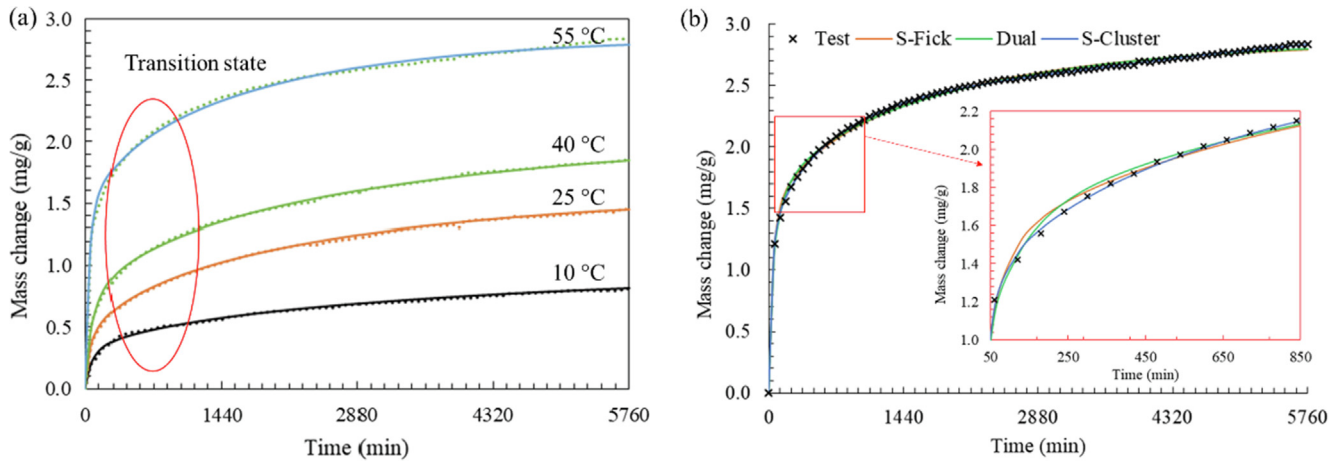 (a)
3.0
2.5
2.0
1.5
1.0
0.5
0.0
Mass change (mg/g)
55 °C
Transition state
40 °C
25 °C
10 °C
0
1440
2880
4320
5760
Time (min)
(b)
3.0
2.5
2.0
1.5
1.0
0.5
0.0
Mass change (mg/g)
Test
S-Fick
Dual
S-Cluster
2.2
2.0
1.8
1.6
1.4
1.2
1.0
Mass change (mg/g)
50
250
450
650
850
Time (min)
0
1440
2880
4320
5760
Time (min)